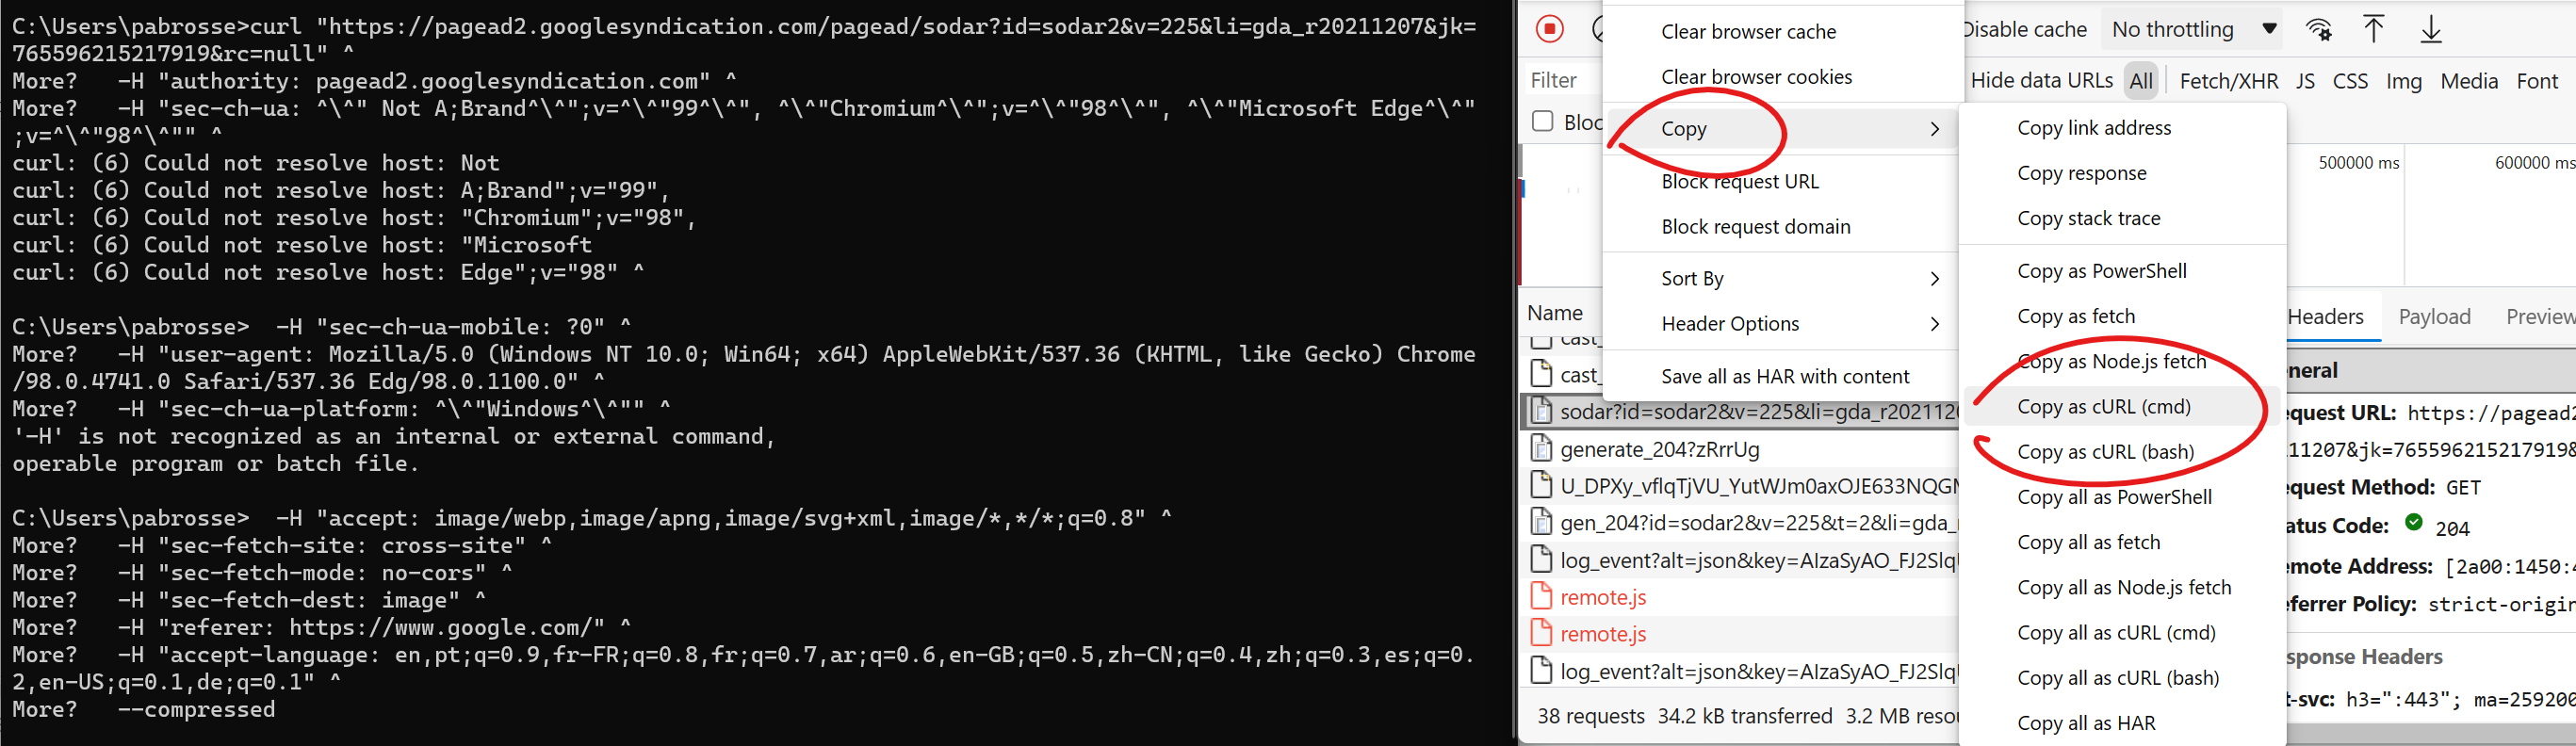 C:\Users\pabrosse>curl "https://pagead2.googlesyndication.com/pagead/sodar?id=sodar2&v=225&li=gda_r20211207&jk=
765596215217919&rc=null" ^
More?   -H "authority: pagead2.googlesyndication.com" ^
More?   -H "sec-ch-ua: ^\^" Not A;Brand^\^";v=^\^"99^\^", ^\^"Chromium^\^";v=^\^"98^\^", ^\^"Microsoft Edge^\^"
;v=^\^"98^\^"" ^
curl: (6) Could not resolve host: Not
curl: (6) Could not resolve host: A;Brand";v="99",
curl: (6) Could not resolve host: "Chromium";v="98",
curl: (6) Could not resolve host: "Microsoft
curl: (6) Could not resolve host: Edge";v="98" ^
C:\Users\pabrosse>  -H "sec-ch-ua-mobile: ?0" ^
More?   -H "user-agent: Mozilla/5.0 (Windows NT 10.0; Win64; x64) AppleWebKit/537.36 (KHTML, like Gecko) Chrome
/98.0.4741.0 Safari/537.36 Edg/98.0.1100.0" ^
More?   -H "sec-ch-ua-platform: ^\^"Windows^\^"" ^
'-H' is not recognized as an internal or external command,
operable program or batch file.
C:\Users\pabrosse>  -H "accept: image/webp,image/apng,image/svg+xml,image/*,*/*;q=0.8" ^
More?   -H "sec-fetch-site: cross-site" ^
More?   -H "sec-fetch-mode: no-cors" ^
More?   -H "sec-fetch-dest: image" ^
More?   -H "referer: https://www.google.com/" ^
More?   -H "accept-language: en,pt;q=0.9,fr-FR;q=0.8,fr;q=0.7,ar;q=0.6,en-GB;q=0.5,zh-CN;q=0.4,zh;q=0.3,es;q=0.
2,en-US;q=0.1,de;q=0.1" ^
More?   --compressed
Disable cache No throttling
Filter
Hide data URLs All Fetch/XHR JS CSS Img Media Font
Bloc
500000 ms 600000 ms
Clear browser cache
Clear browser cookies
Copy
Block request URL
Block request domain
Sort By
Header Options
Save all as HAR with content
Copy link address
Copy response
Copy stack trace
Copy as PowerShell
Copy as fetch
Copy as Node.js fetch
Copy as cURL (cmd)
Copy as cURL (bash)
Copy all as PowerShell
Copy all as fetch
Copy all as Node.js fetch
Copy all as cURL (cmd)
Copy all as cURL (bash)
Copy all as HAR
Name
cast_
cast_
sodar?id=sodar2&v=225&li=gda_r202112
generate_204?zRrrUg
U_DPXy_vflqTjVU_YutWJm0axOJE633NQG
gen_204?id=sodar2&v=225&t=2&li=gda_
log_event?alt=json&key=AIzaSyAO_FJ2Slq
remote.js
remote.js
log_event?alt=json&key=AIzaSyAO_FJ2Slq
38 requests 34.2 kB transferred 3.2 MB resou
Headers Payload Preview
neral
equest URL: https://pagead2
11207&jk=765596215217919&
equest Method: GET
tatus Code: 204
emote Address: [2a00:1450:4
eferrer Policy: strict-origin
sponse Headers
t-svc: h3=":443"; ma=259200